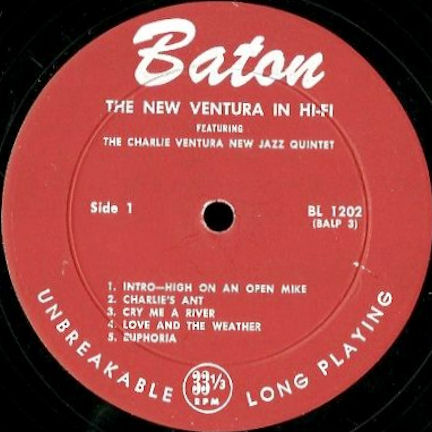 Baton
THE NEW VENTURA IN HI-FI
FEATURING
THE CHARLIE VENTURA NEW JAZZ QUINTET
Side 1
BL 1202
(BALP 3)
1. INTRO—HIGH ON AN OPEN MIKE
2. CHARLIE'S ANT
3. CRY ME A RIVER
4. LOVE AND THE WEATHER
5. EUPHORIA
UNBREAKABLE
33 1/3
RPM
LONG PLAYING